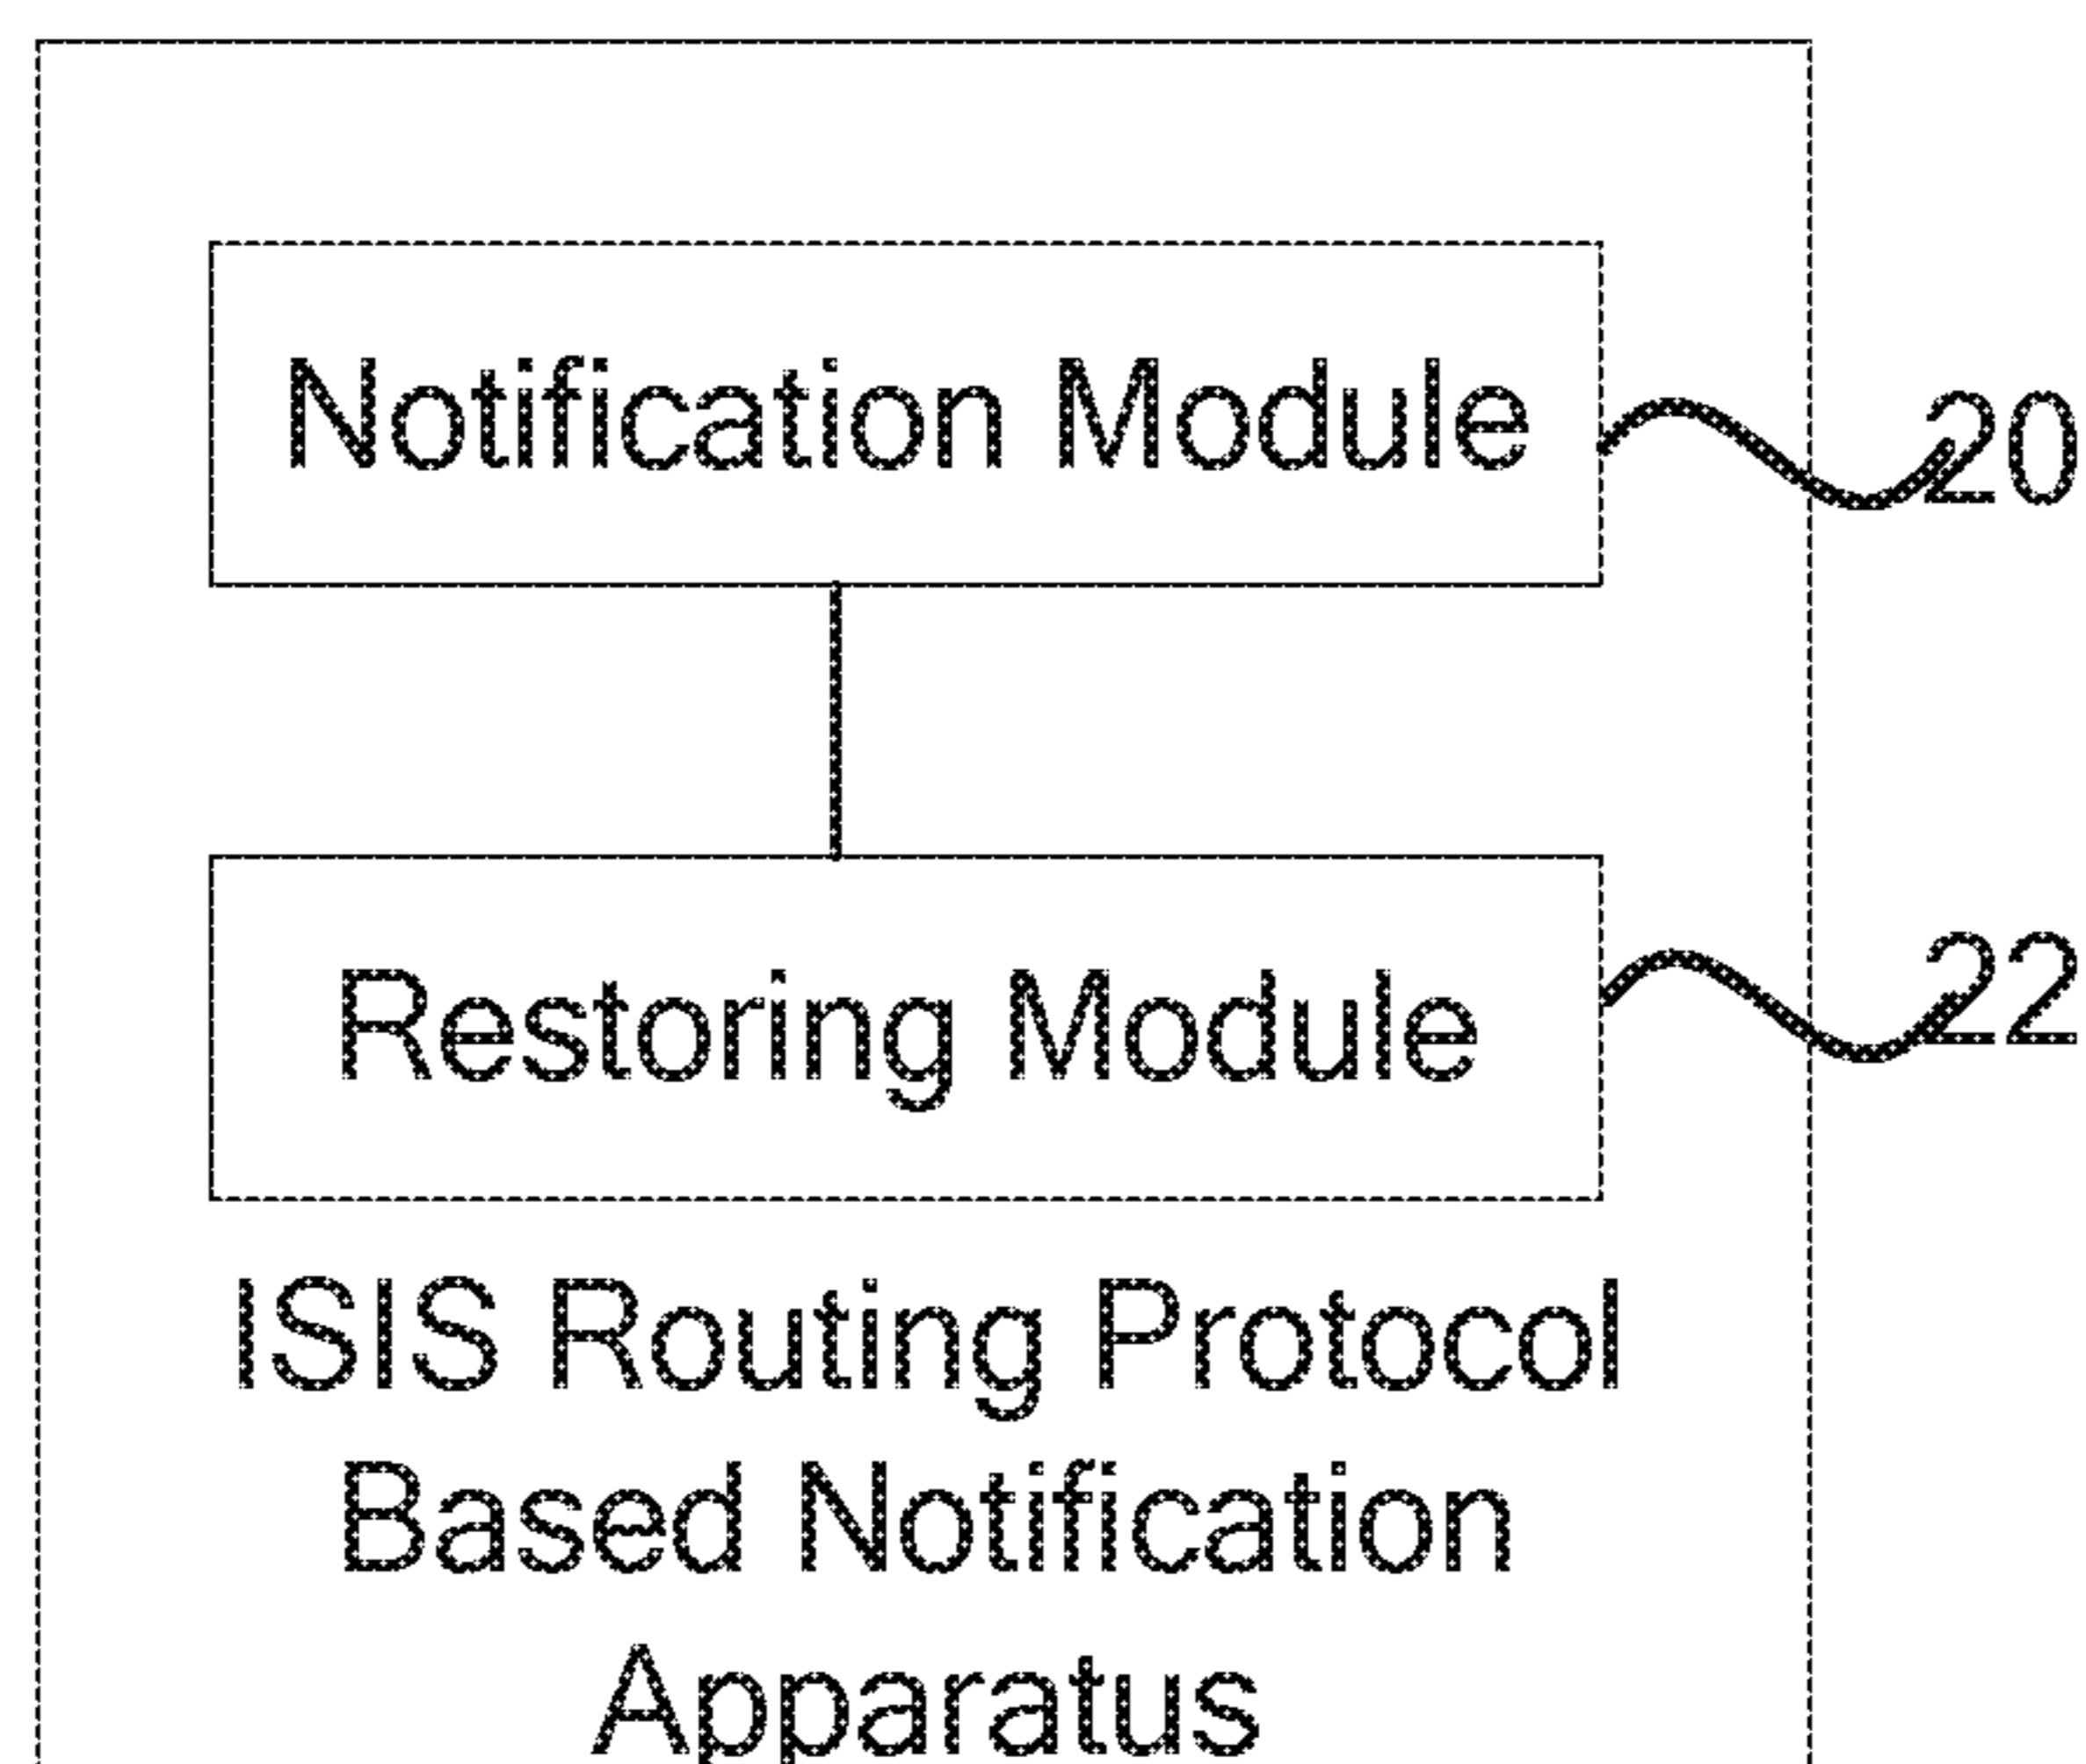 Notification Module
20
Restoring Module
22
ISIS Routing Protocol
Based Notification
Apparatus